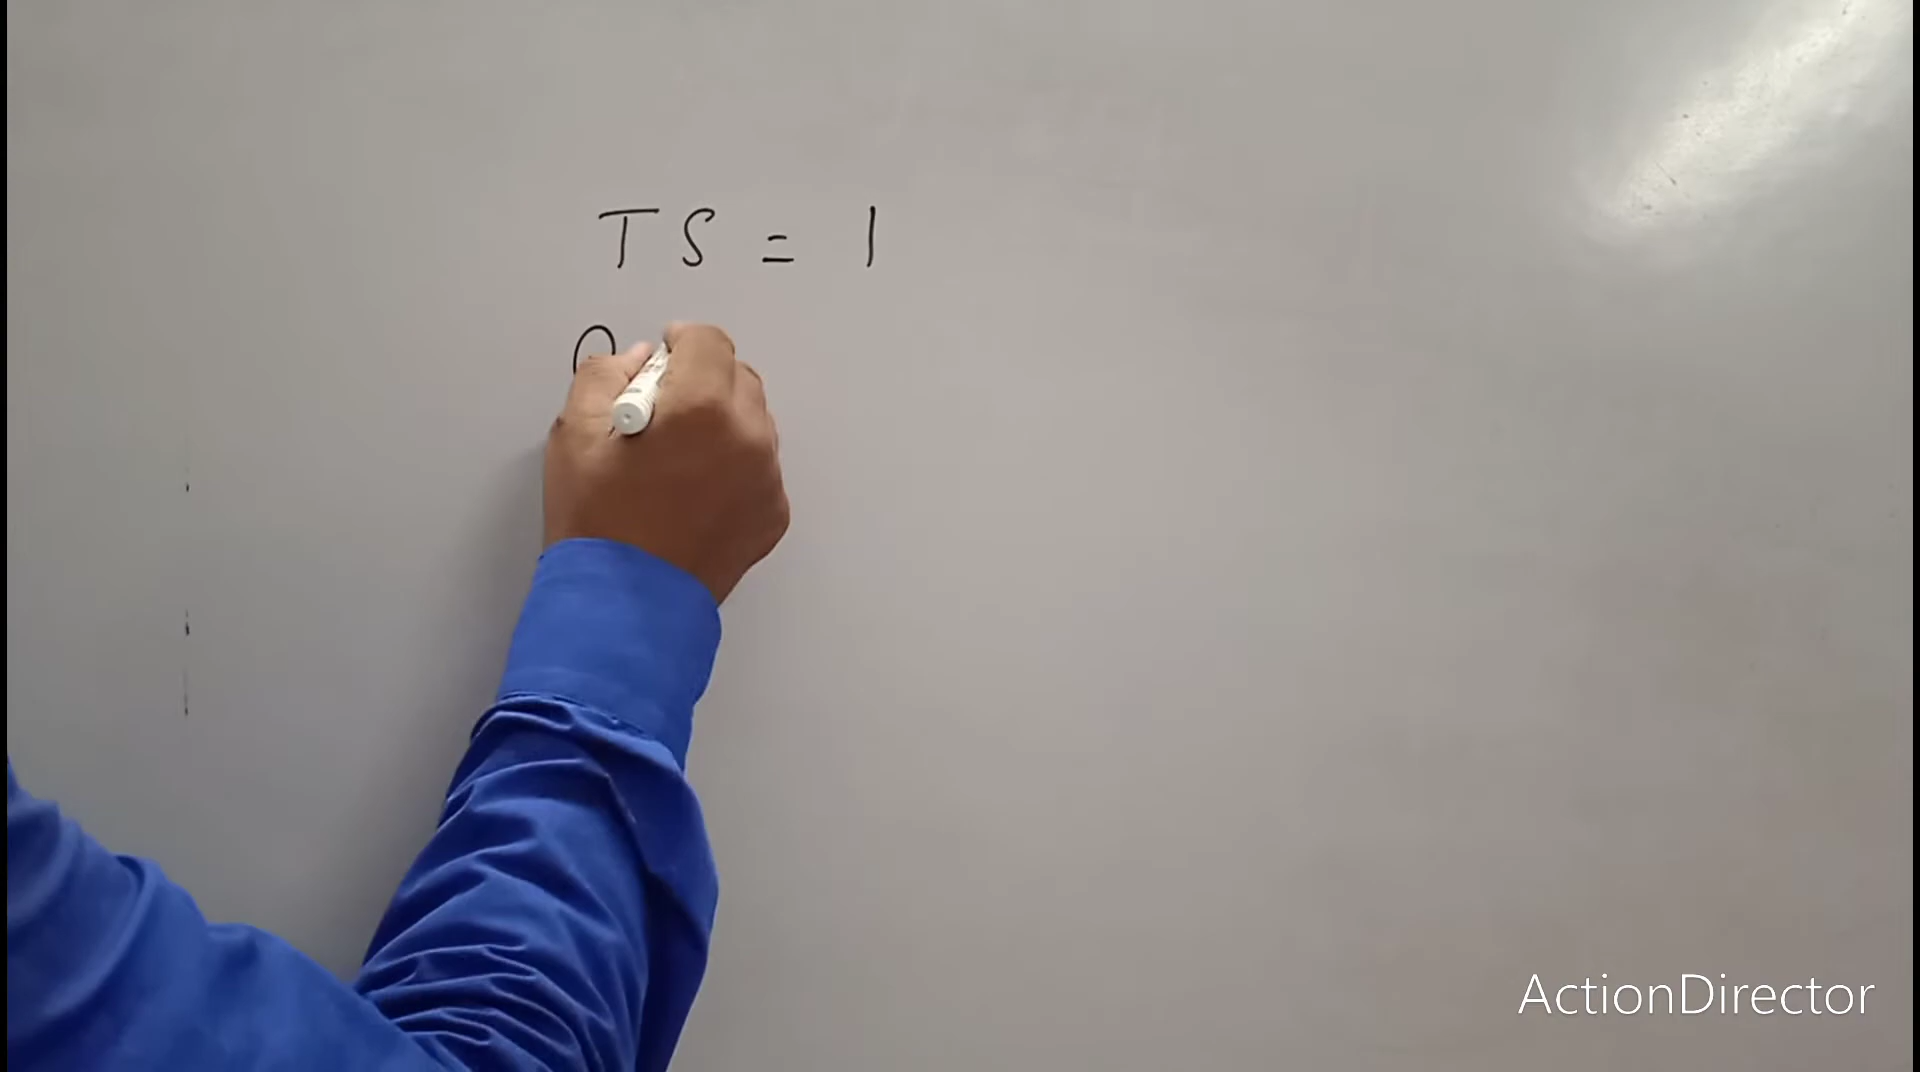 TS = 1
ActionDirector